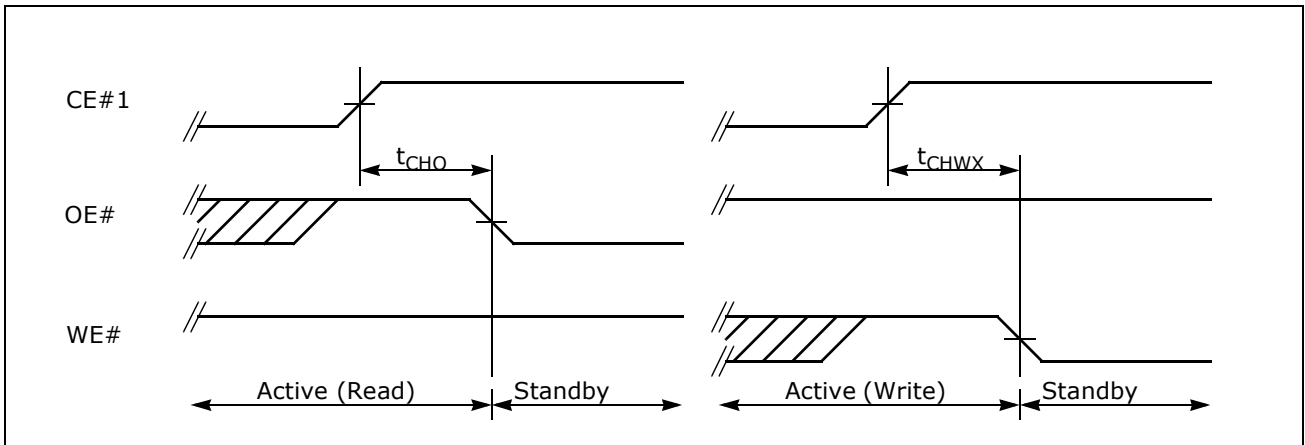 CE#1
tCHO
tCHWX
OE#
WE#
Active (Read)
Standby
Active (Write)
Standby